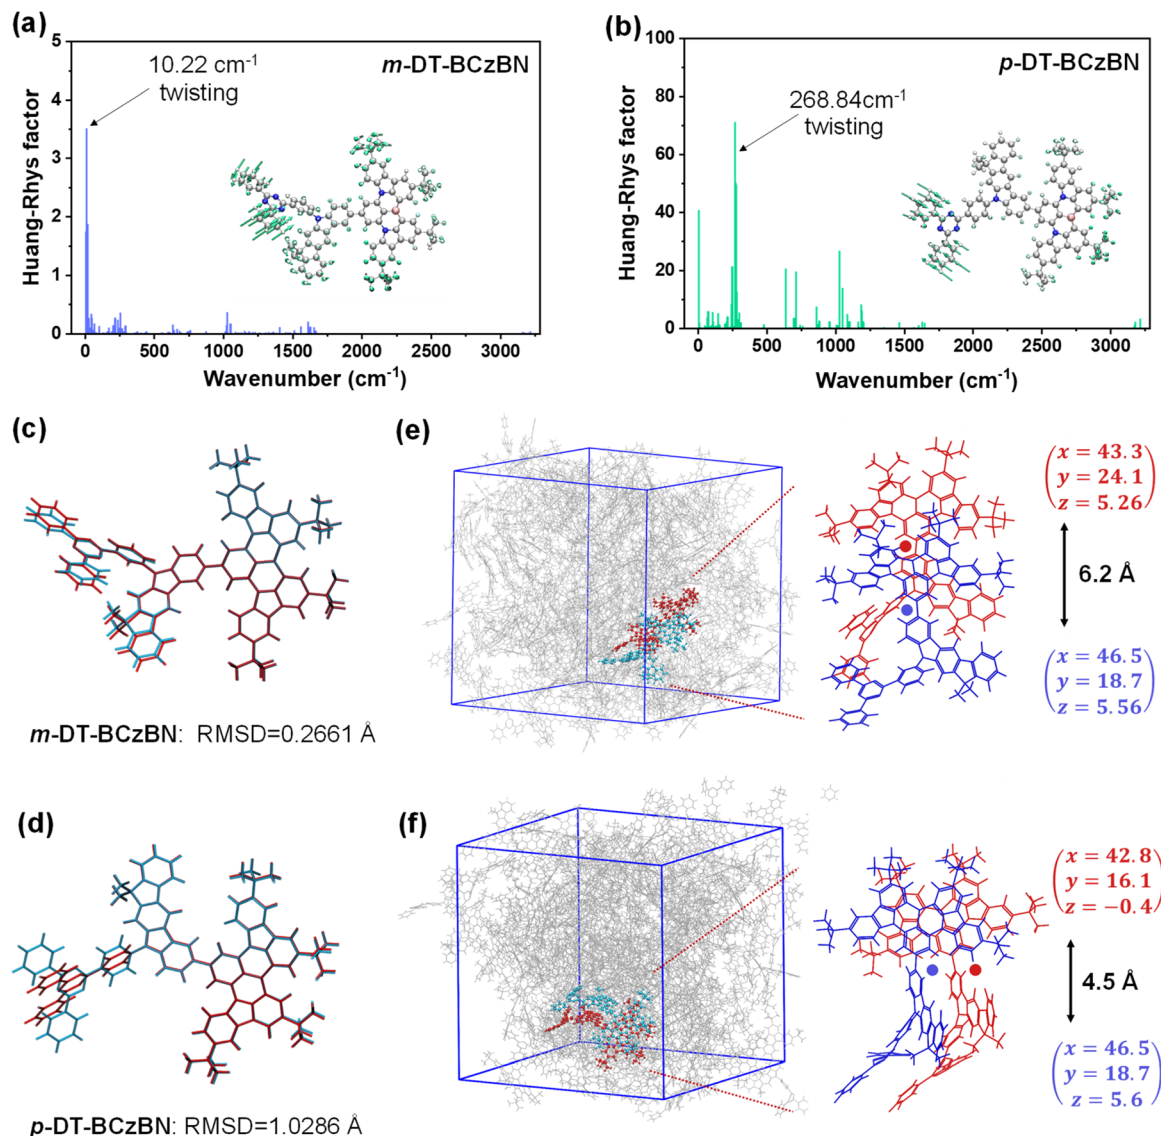 (a)
5
4
3
2
1
0
Huang-Rhys factor
10.22 cm-1
twisting
m-DT-BCzBN
0 500 1000 1500 2000 2500 3000
Wavenumber (cm-1)
(b)
100
80
60
40
20
0
Huang-Rhys factor
268.84cm-1
twisting
p-DT-BCzBN
0 500 1000 1500 2000 2500 3000
Wavenumber (cm-1)
(c)
m-DT-BCzBN: RMSD=0.2661 Å
(e)
x = 43.3
y = 24.1
z = 5.26
6.2 Å
x = 46.5
y = 18.7
z = 5.56
(d)
p-DT-BCzBN: RMSD=1.0286 Å
(f)
x = 42.8
y = 16.1
z = −0.4
4.5 Å
x = 46.5
y = 18.7
z = 5.6